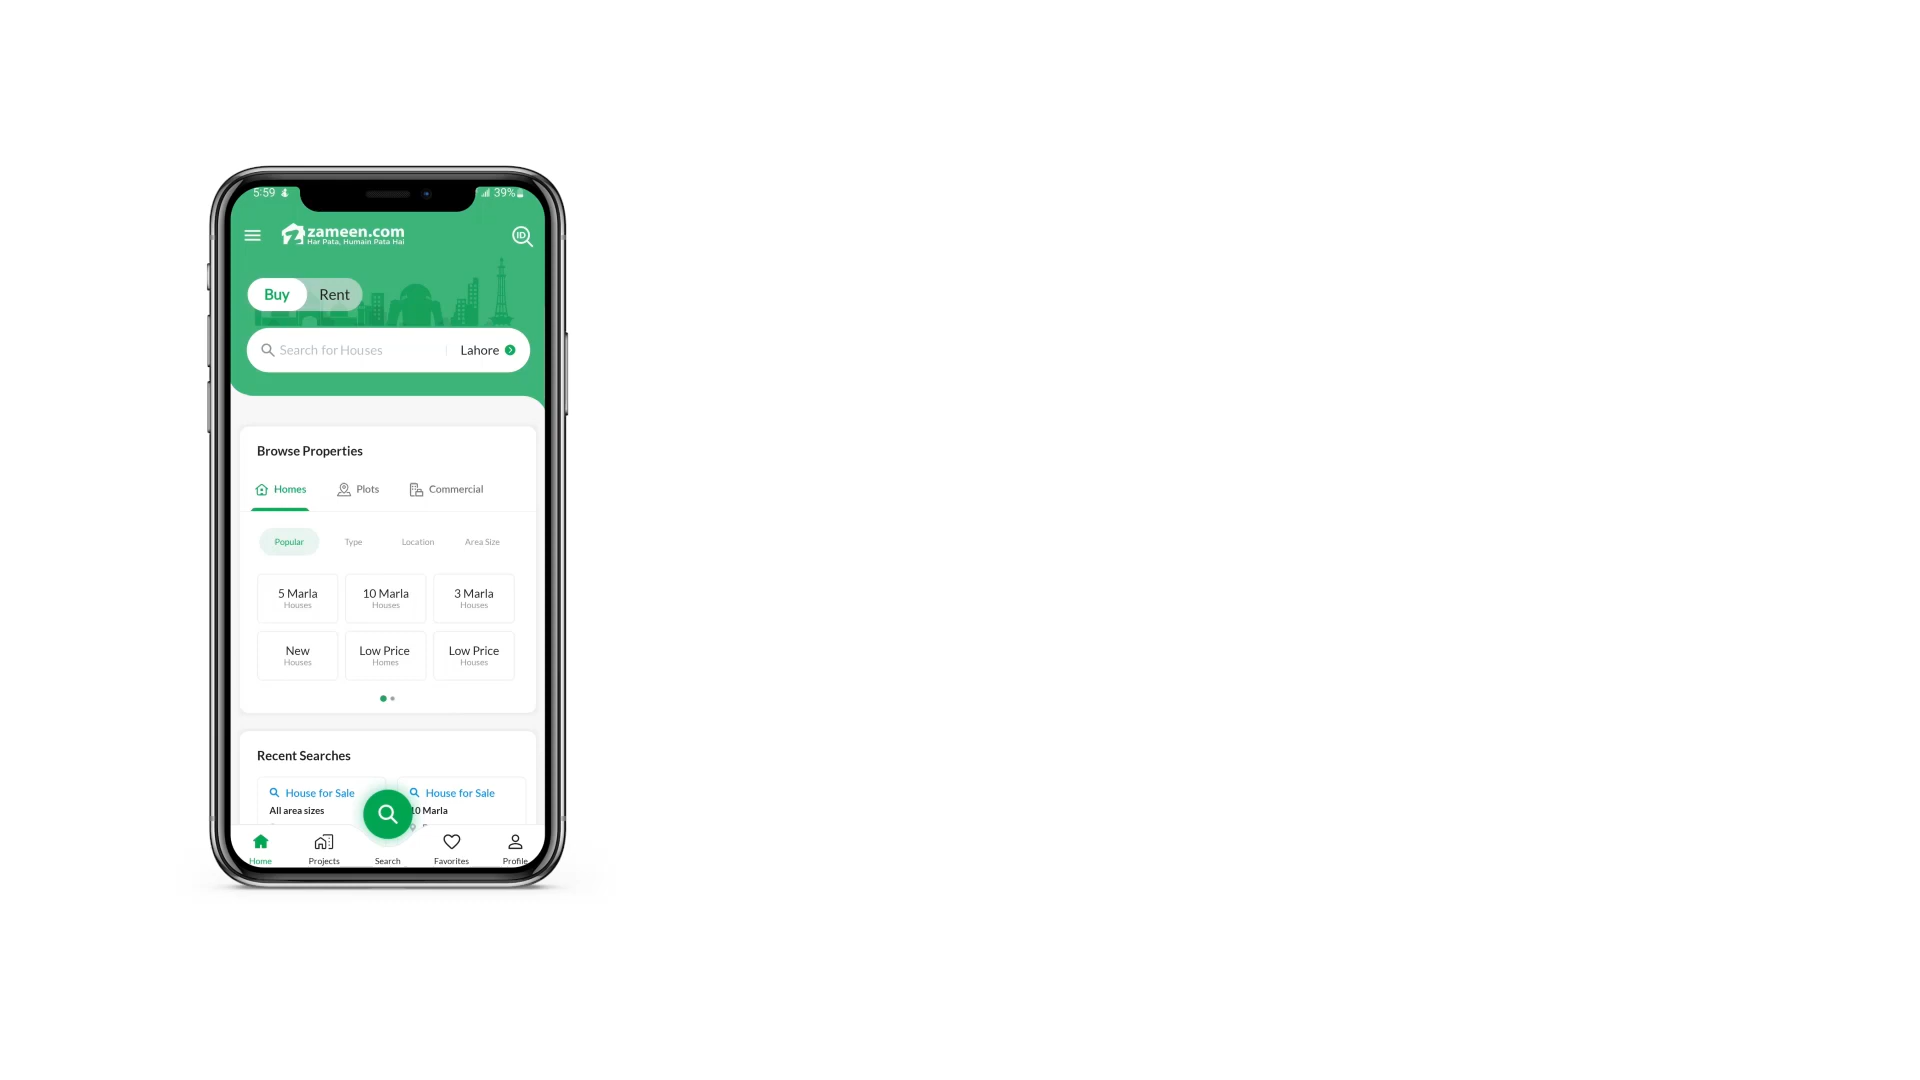 5:59
39%
zameen.com
Har Pata, Humain Pata Hai
ID
Buy Rent
Search for Houses Lahore
Browse Properties
Homes Plots Commercial
Popular Type Location Area Size
5 Marla 10 Marla 3 Marla
Houses Houses Houses
New Low Price Low Price
Houses Homes Houses
Recent Searches
House for Sale House for Sale
All area sizes 10 Marla
Home Projects Search Favorites Profile